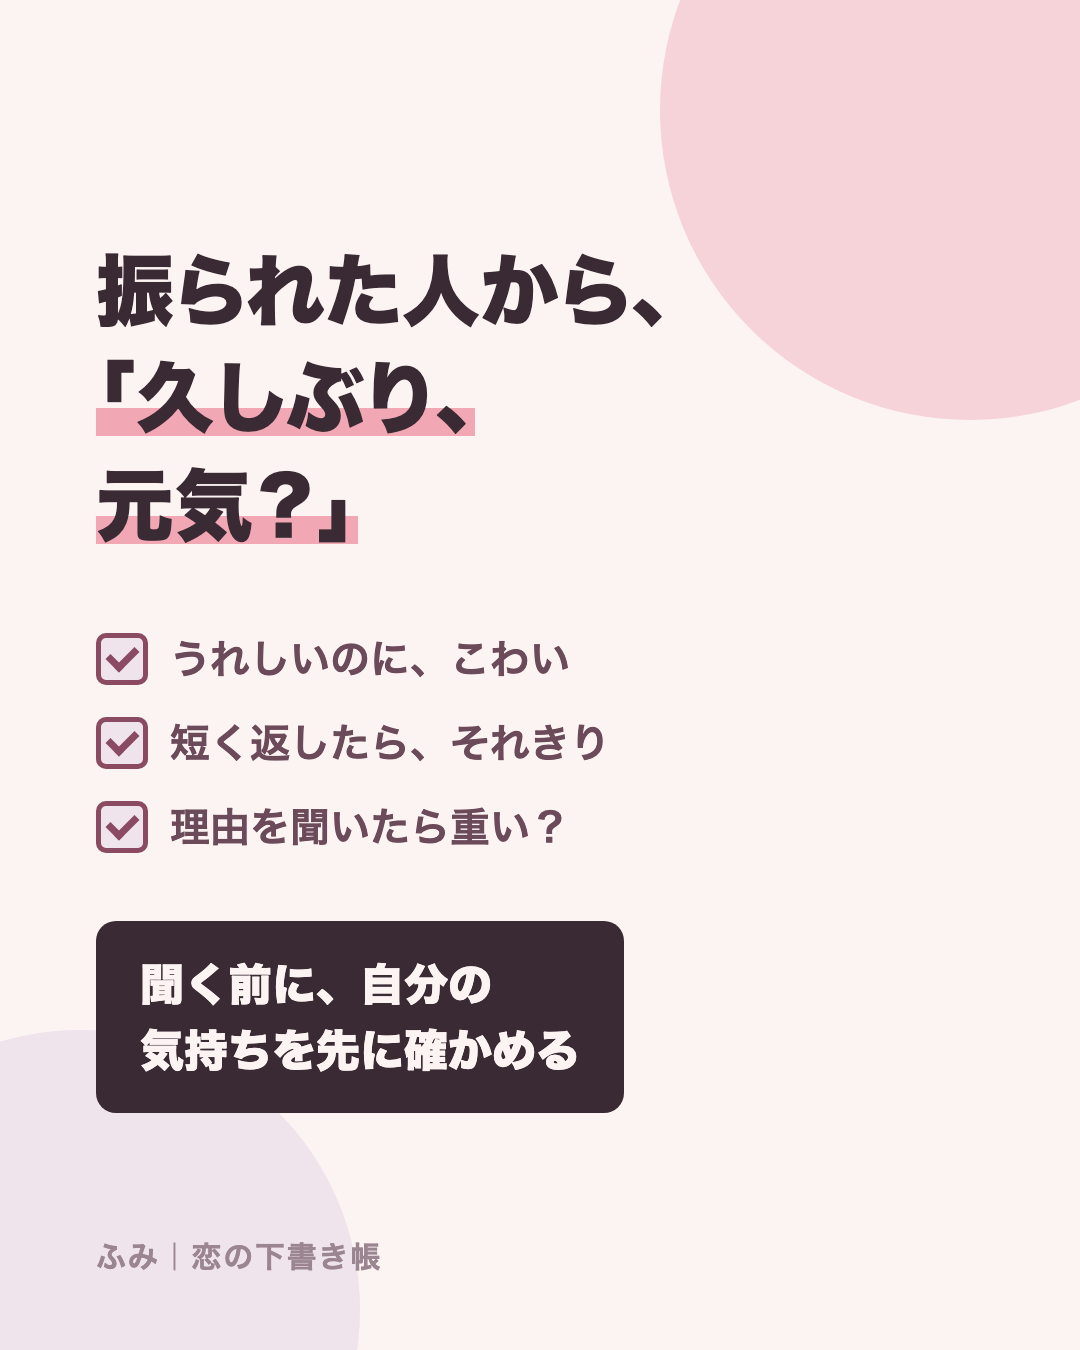 振られた人から、
「久しぶり、
元気？」
うれしいのに、こわい
短く返したら、それきり
理由を聞いたら重い？
聞く前に、自分の
気持ちを先に確かめる
ふみ｜恋の下書き帳